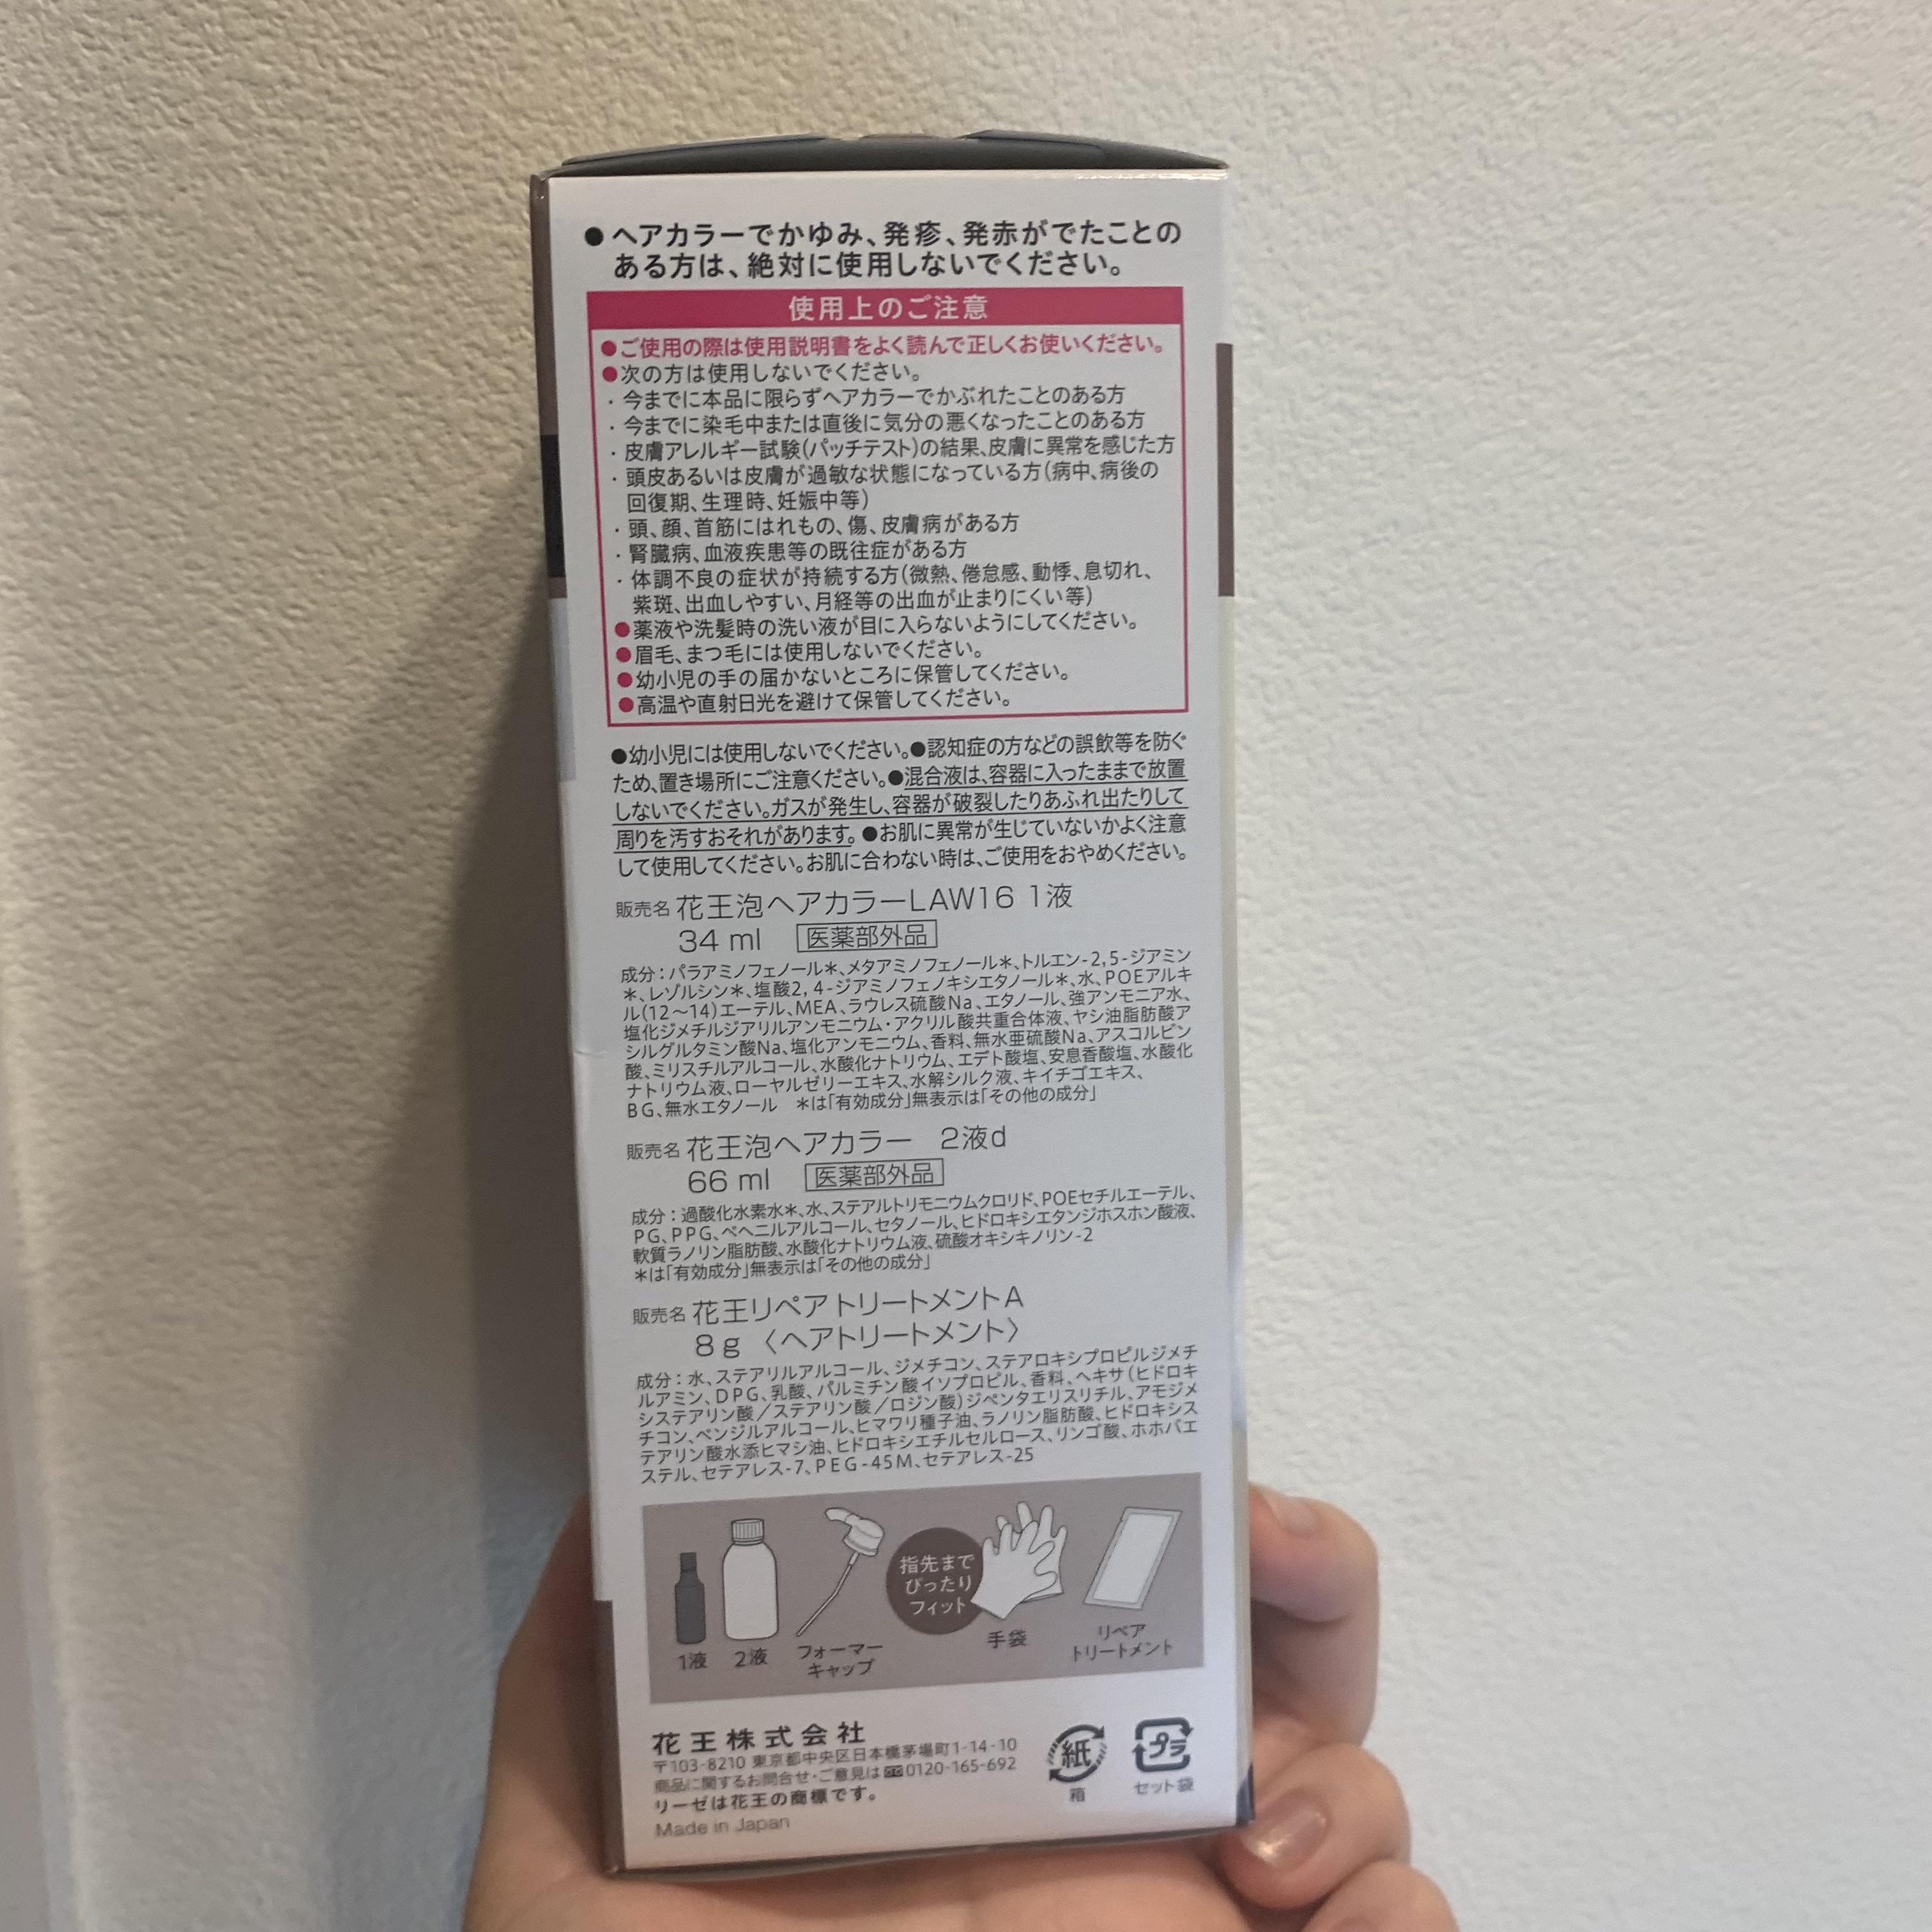 ●ヘアカラーでかゆみ、発疹、発赤がでたことの
ある方は、絶対に使用しないでください。
使用上のご注意
●ご使用の際は使用説明書をよく読んで正しくお使いください。
●次の方は使用しないでください。
・今までに本品に限らずヘアカラーでかぶれたことのある方
・今までに染毛中または直後に気分の悪くなったことのある方
・皮膚アレルギー試験(パッチテスト)の結果、皮膚に異常を感じた方
・頭皮あるいは皮膚が過敏な状態になっている方(病中、病後の
回復期、生理時、妊娠中等)
・頭、顔、首筋にはれもの、傷、皮膚病がある方
・腎臓病、血液疾患等の既往症がある方
・体調不良の症状が持続する方(微熱、倦怠感、動悸、息切れ、
紫斑、出血しやすい、月経等の出血が止まりにくい等)
●薬液や洗髪時の洗い液が目に入らないようにしてください。
●眉毛、まつ毛には使用しないでください。
●幼小児の手の届かないところに保管してください。
●高温や直射日光を避けて保管してください。
●幼小児には使用しないでください。●認知症の方などの誤飲等を防ぐ
ため、置き場所にご注意ください。●混合液は、容器に入ったままで放置
しないでください。ガスが発生し、容器が破裂したりあふれ出たりして
周りを汚すおそれがあります。●お肌に異常が生じていないかよく注意
して使用してください。お肌に合わない時は、ご使用をおやめください。
販売名 花王泡ヘアカラーLAW16 1液
34 ml 医薬部外品
成分：パラアミノフェノール＊、メタアミノフェノール＊、トルエン-2,5-ジアミン
＊、レゾルシン＊、塩酸2,4-ジアミノフェノキシエタノール＊、水、POEアルキ
ル(12〜14)エーテル、MEA、ラウレス硫酸Na、エタノール、強アンモニア水、
塩化ジメチルジアリルアンモニウム・アクリル酸共重合体液、ヤシ油脂肪酸ア
シルグルタミン酸Na、塩化アンモニウム、香料、無水亜硫酸Na、アスコルビン
酸、ミリスチルアルコール、水酸化ナトリウム、エデト酸塩、安息香酸塩、水酸化
ナトリウム液、ローヤルゼリーエキス、水解シルク液、キイチゴエキス、
BG、無水エタノール ＊は「有効成分」無表示は「その他の成分」
販売名 花王泡ヘアカラー 2液d
66 ml 医薬部外品
成分：過酸化水素水＊、水、ステアルトリモニウムクロリド、POEセチルエーテル、
PG、PPG、ベヘニルアルコール、セタノール、ヒドロキシエタンジホスホン酸液、
軟質ラノリン脂肪酸、水酸化ナトリウム液、硫酸オキシキノリン-2
＊は「有効成分」無表示は「その他の成分」
販売名 花王リペアトリートメントA
8 g 〈ヘアトリートメント〉
成分：水、ステアリルアルコール、ジメチコン、ステアロキシプロピルジメチ
ルアミン、DPG、乳酸、パルミチン酸イソプロピル、香料、ヘキサ(ヒドロキ
システアリン酸／ステアリン酸／ロジン酸)ジペンタエリスリチル、アモジメ
チコン、ベンジルアルコール、ヒマワリ種子油、ラノリン脂肪酸、ヒドロキシス
テアリン酸水添ヒマシ油、ヒドロキシエチルセルロース、リンゴ酸、ホホバエ
ステル、セテアレス-7、PEG-45M、セテアレス-25
指先まで
ぴったり
フィット
1液
2液
フォーマー
キャップ
手袋
リペア
トリートメント
花王株式会社
〒103-8210 東京都中央区日本橋茅場町1-14-10
商品に関するお問合せ・ご意見は 0120-165-692
リーゼは花王の商標です。
Made in Japan
紙
箱
プラ
セット袋